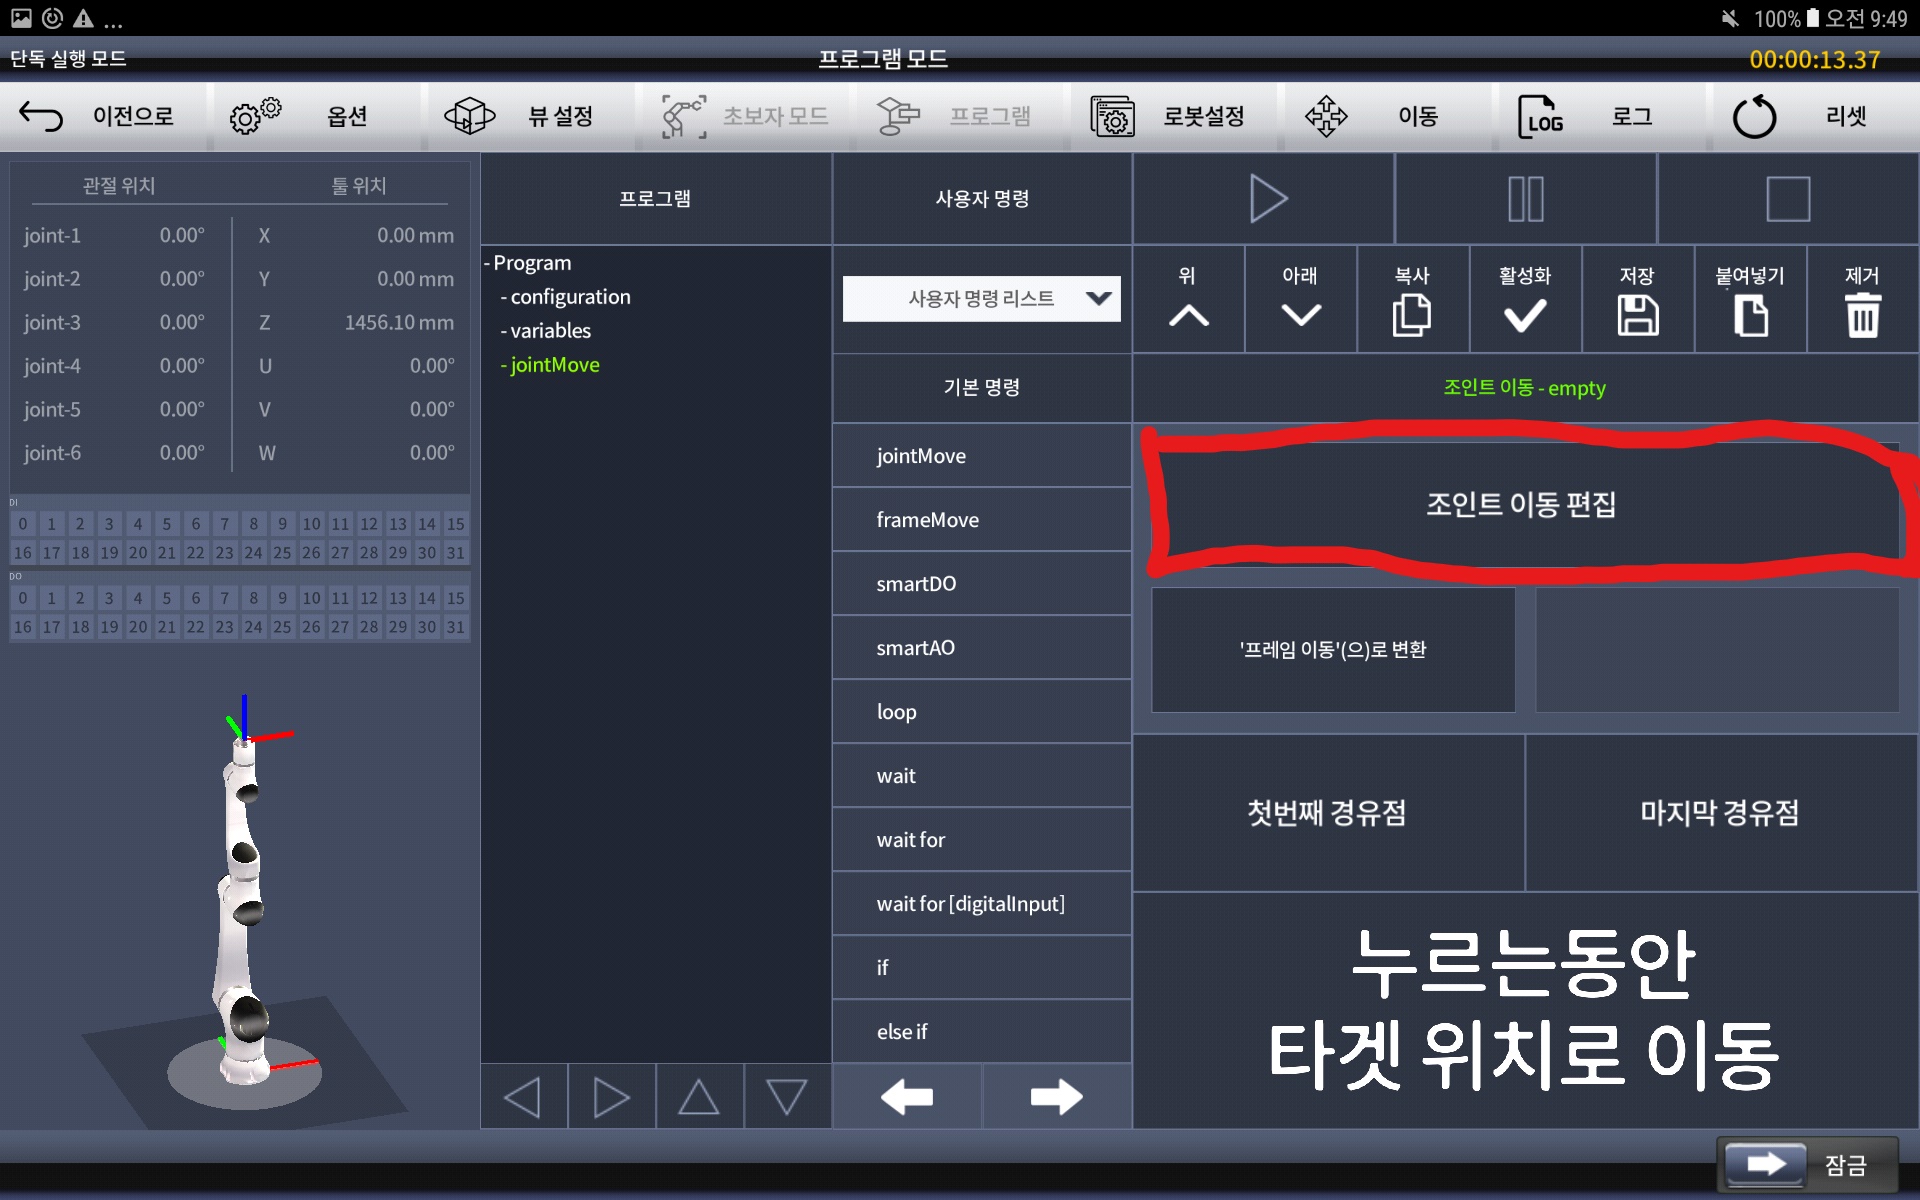 ...
100% 오전 9:49
단독 실행 모드
프로그램 모드
00:00:13.37
이전으로
옵션
뷰 설정
초보자 모드
프로그램
로봇설정
이동
LOG 로그
리셋
관절 위치 툴 위치
joint-1 0.00° X 0.00 mm
joint-2 0.00° Y 0.00 mm
joint-3 0.00° Z 1456.10 mm
joint-4 0.00° U 0.00°
joint-5 0.00° V 0.00°
joint-6 0.00° W 0.00°
DI
0 1 2 3 4 5 6 7 8 9 10 11 12 13 14 15
16 17 18 19 20 21 22 23 24 25 26 27 28 29 30 31
DO
0 1 2 3 4 5 6 7 8 9 10 11 12 13 14 15
16 17 18 19 20 21 22 23 24 25 26 27 28 29 30 31
프로그램
- Program
- configuration
- variables
- jointMove
사용자 명령
사용자 명령 리스트
기본 명령
jointMove
frameMove
smartDO
smartAO
loop
wait
wait for
wait for [digitalInput]
if
else if
위
아래
복사
활성화
저장
붙여넣기
제거
조인트 이동 - empty
조인트 이동 편집
'프레임 이동'(으)로 변환
첫번째 경유점
마지막 경유점
누르는동안
타겟 위치로 이동
잠금